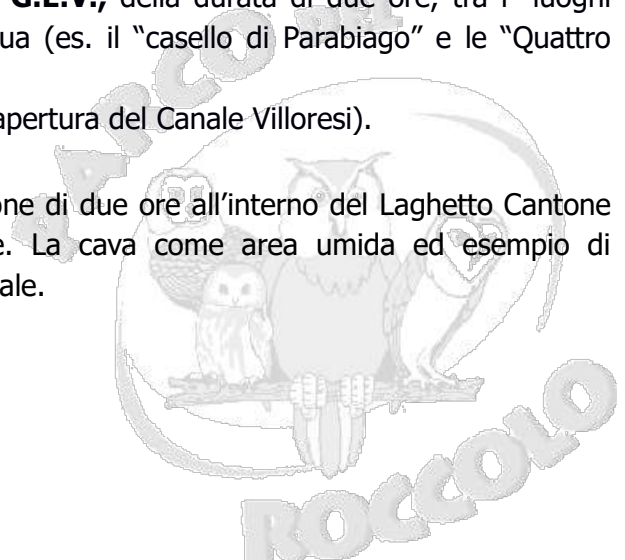 G.E.V., della durata di due ore, tra i “luoghi
ua (es. il “casello di Parabiago” e le “Quattro
apertura del Canale Villoresi).
one di due ore all’interno del Laghetto Cantone
e. La cava come area umida ed esempio di
ale.
PARCO DEL
ROCCOLO